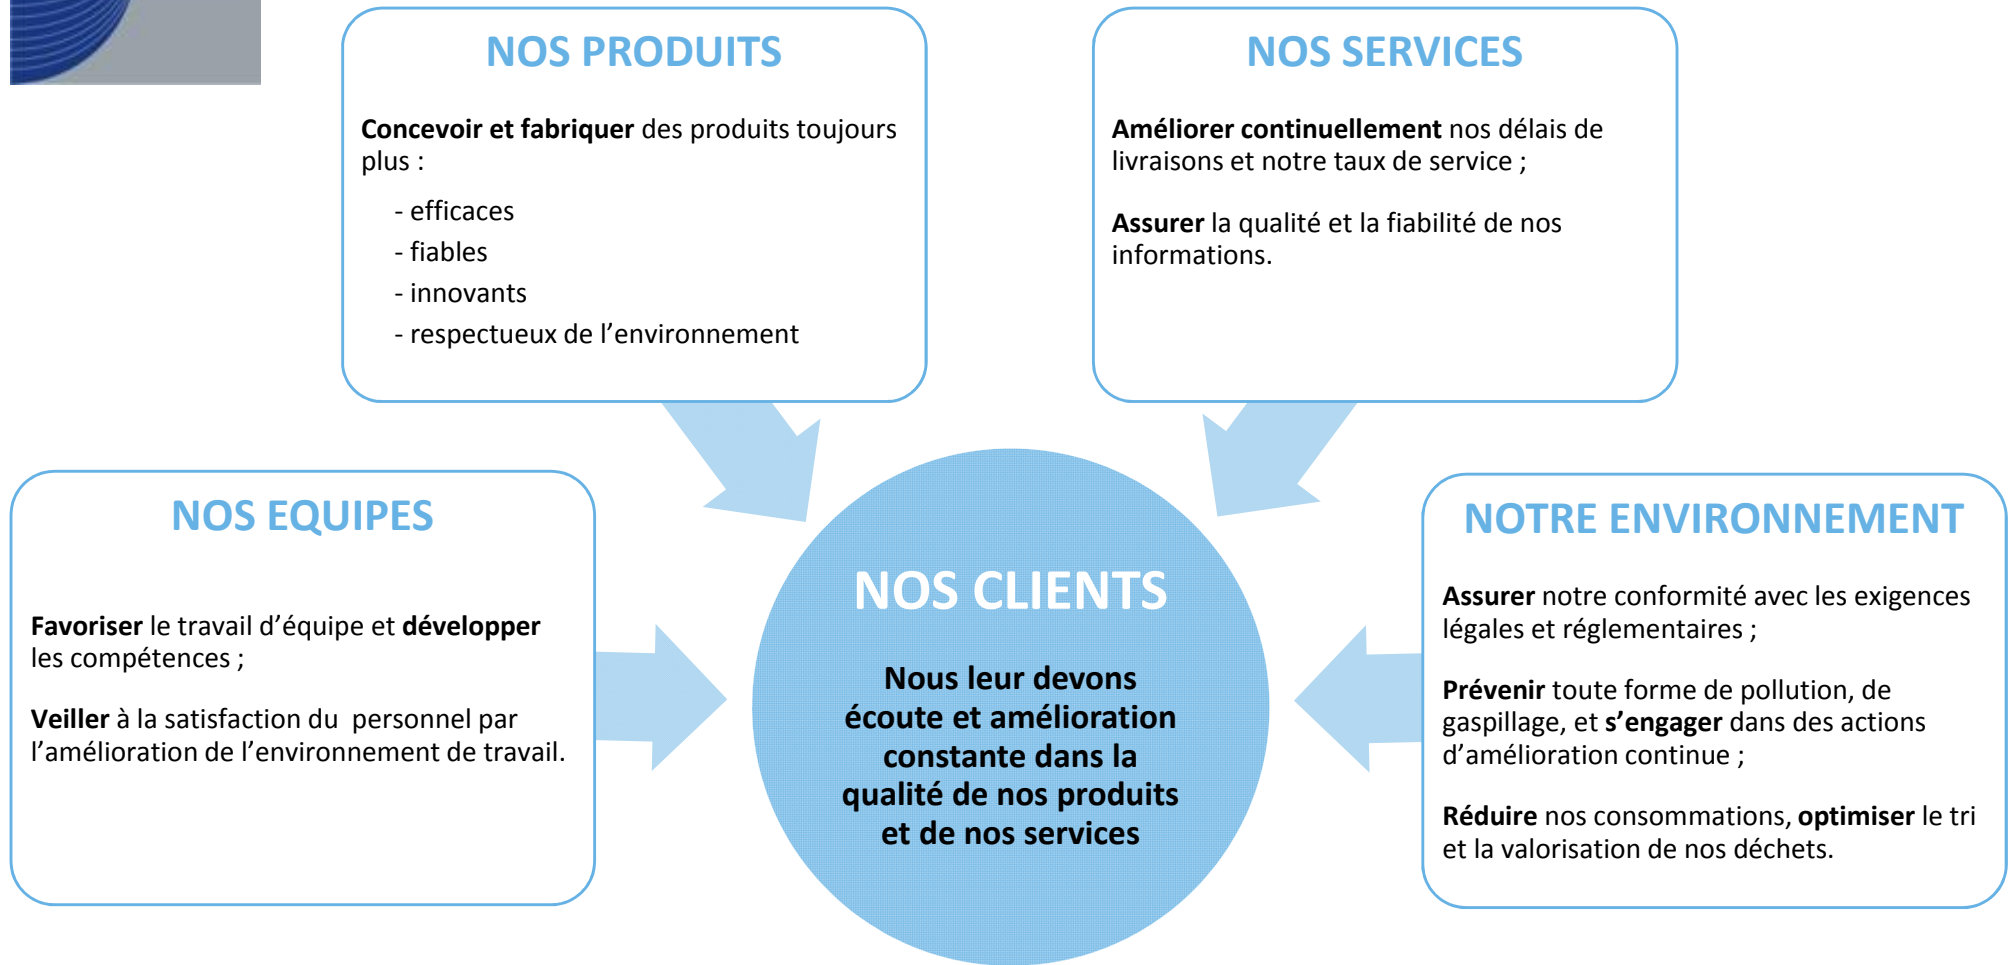 NOS PRODUITS
Concevoir et fabriquer des produits toujours
plus :
- efficaces
- fiables
- innovants
- respectueux de l’environnement
NOS SERVICES
Améliorer continuellement nos délais de
livraisons et notre taux de service ;
Assurer la qualité et la fiabilité de nos
informations.
NOS EQUIPES
Favoriser le travail d’équipe et développer
les compétences ;
Veiller à la satisfaction du  personnel par
l’amélioration de l’environnement de travail.
NOS CLIENTS
Nous leur devons
écoute et amélioration
constante dans la
qualité de nos produits
et de nos services
NOTRE ENVIRONNEMENT
Assurer notre conformité avec les exigences
légales et réglementaires ;
Prévenir toute forme de pollution, de
gaspillage, et s’engager dans des actions
d’amélioration continue ;
Réduire nos consommations, optimiser le tri
et la valorisation de nos déchets.